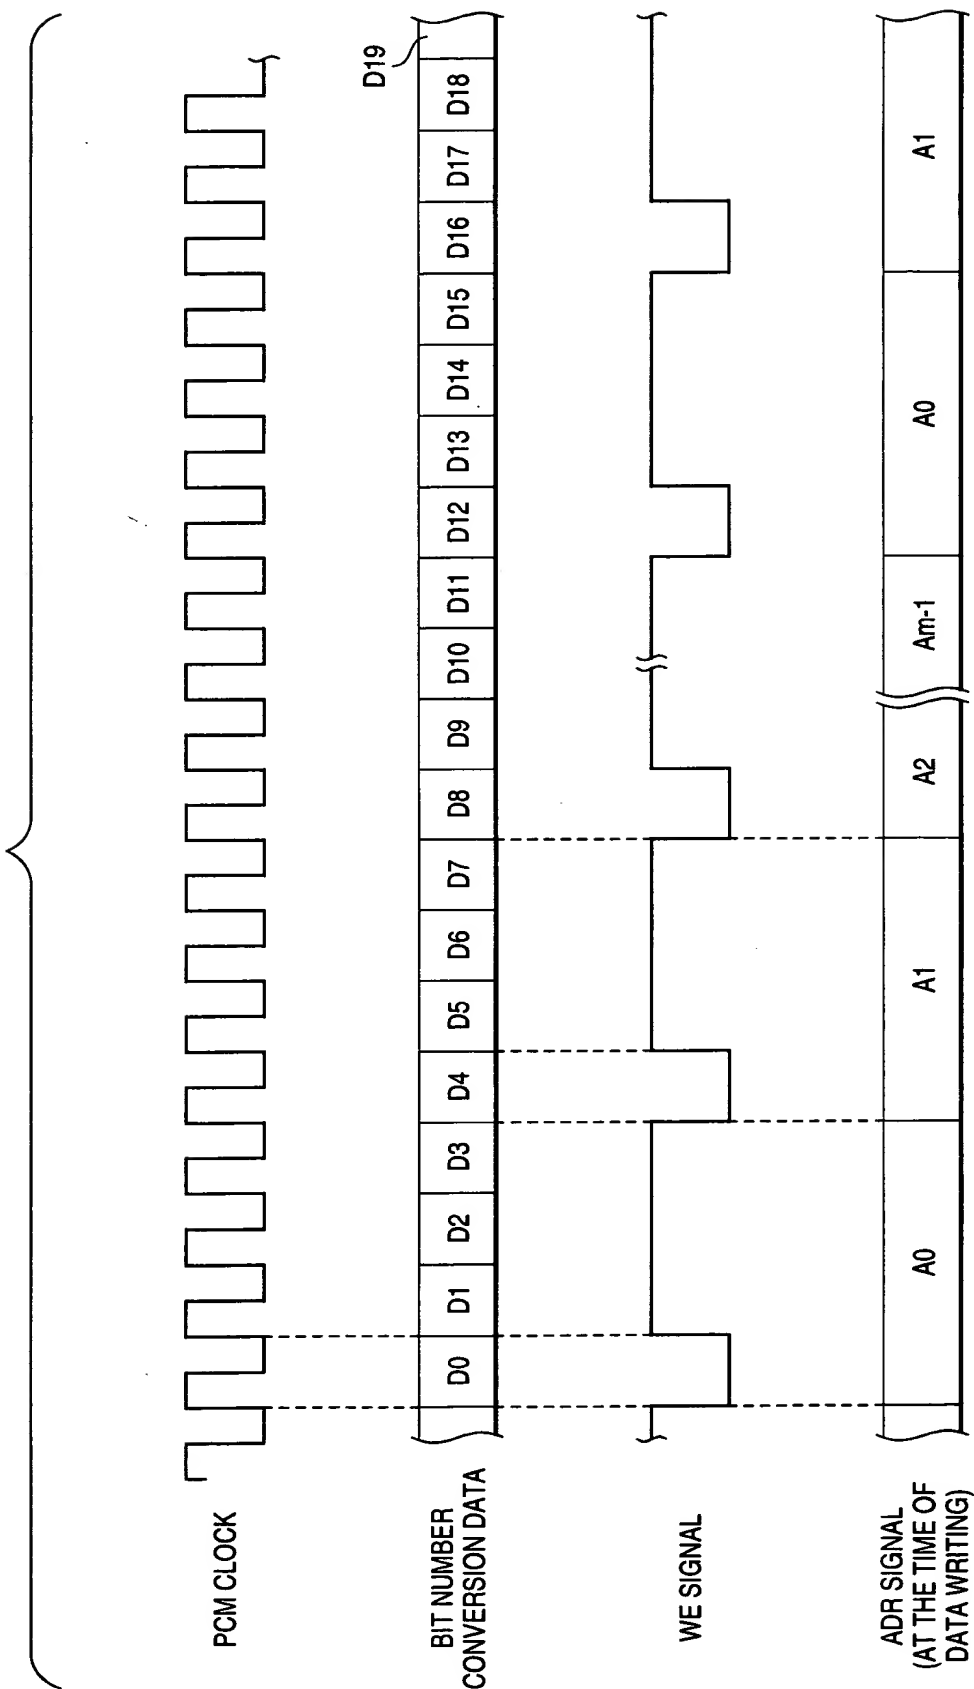 PCM CLOCK
BIT NUMBER
CONVERSION DATA
D0 D1 D2 D3 D4 D5 D6 D7 D8 D9 D10 D11 D12 D13 D14 D15 D16 D17 D18
D19
WE SIGNAL
ADR SIGNAL
(AT THE TIME OF
DATA WRITING)
A0 A1 A2 Am-1 A0 A1